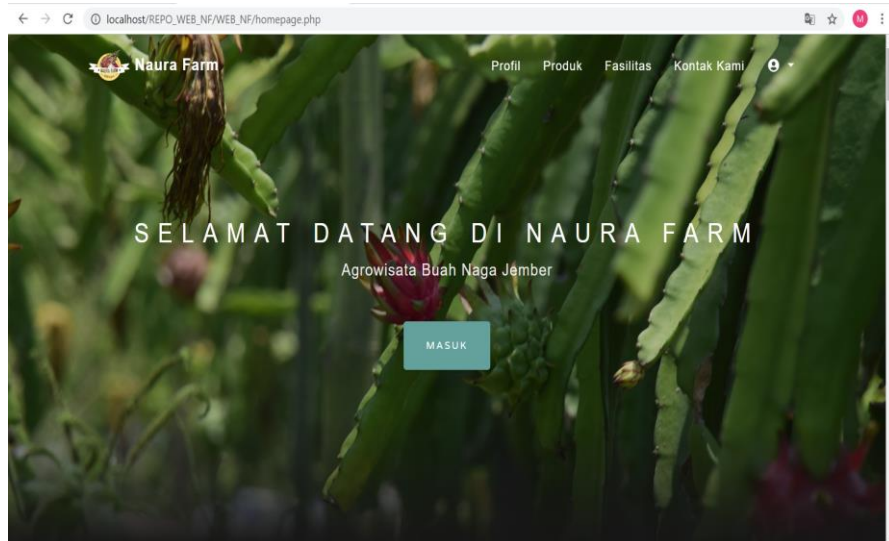 localhost/REPO_WEB_NF/WEB_NF/homepage.php
M
Naura Farm
Profil Produk Fasilitas Kontak Kami
SELAMAT DATANG DI NAURA FARM
Agrowisata Buah Naga Jember
MASUK